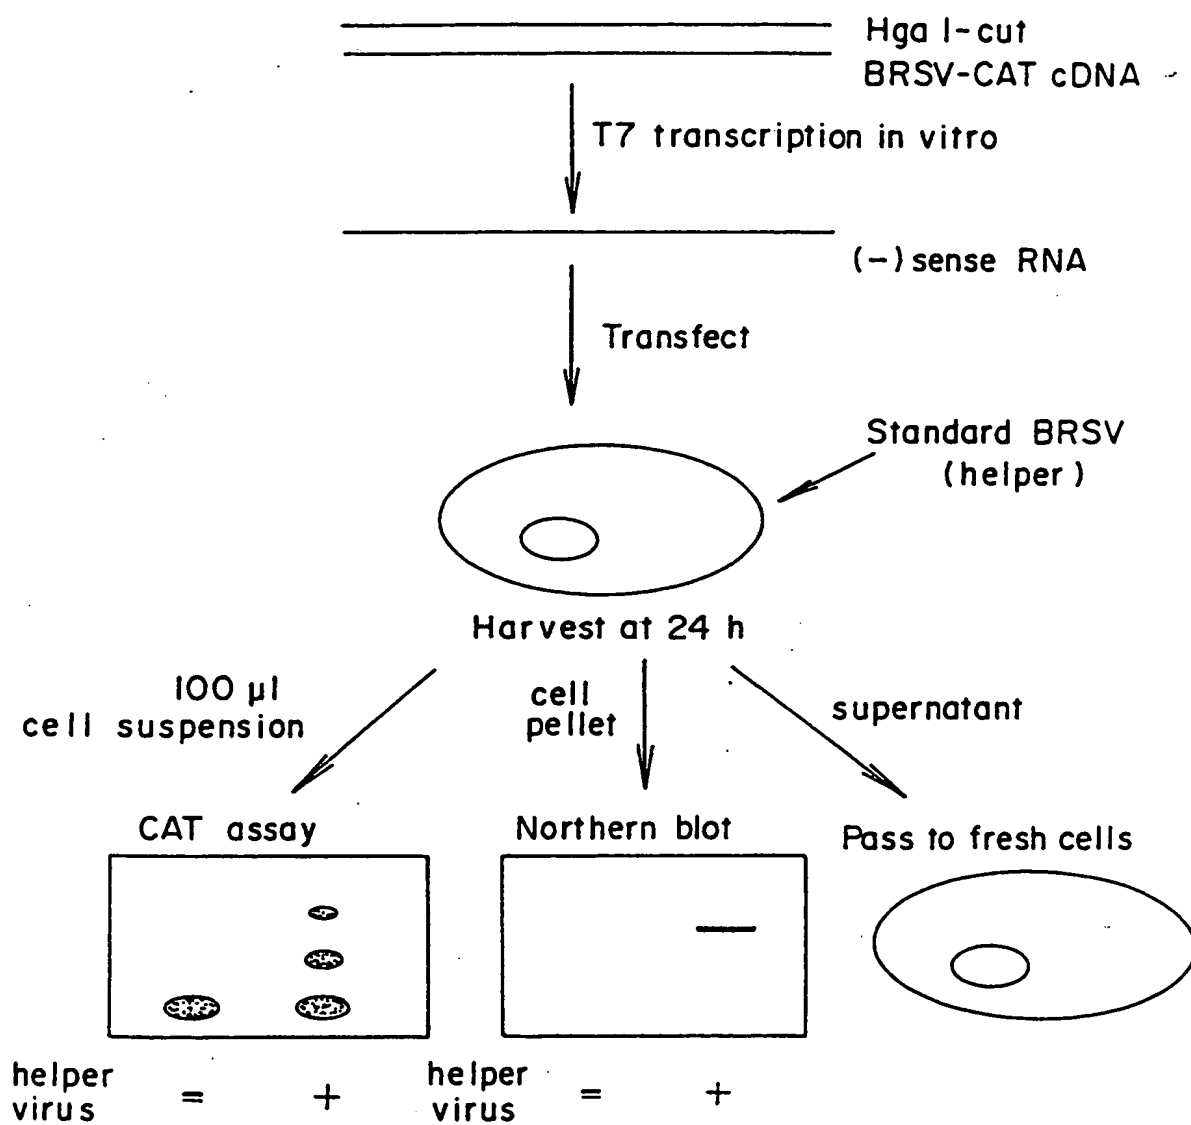 Hga I-cut
BRSV-CAT cDNA
T7 transcription in vitro
(-) sense RNA
Transfect
Standard BRSV
(helper)
Harvest at 24 h
100 µl
cell suspension
cell
pellet
supernatant
CAT assay
Northern blot
Pass to fresh cells
helper
virus = +
helper
virus = +